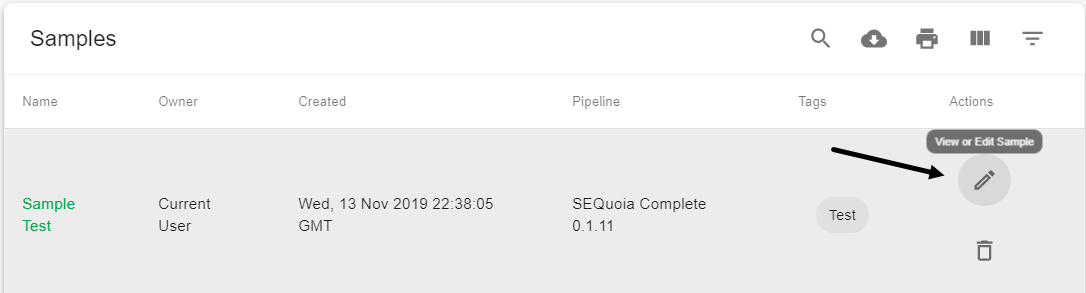 Samples
Name Owner Created Pipeline Tags Actions
View or Edit Sample
Sample Current Wed, 13 Nov 2019 22:38:05 SEQuoia Complete
Test User GMT 0.1.11
Test